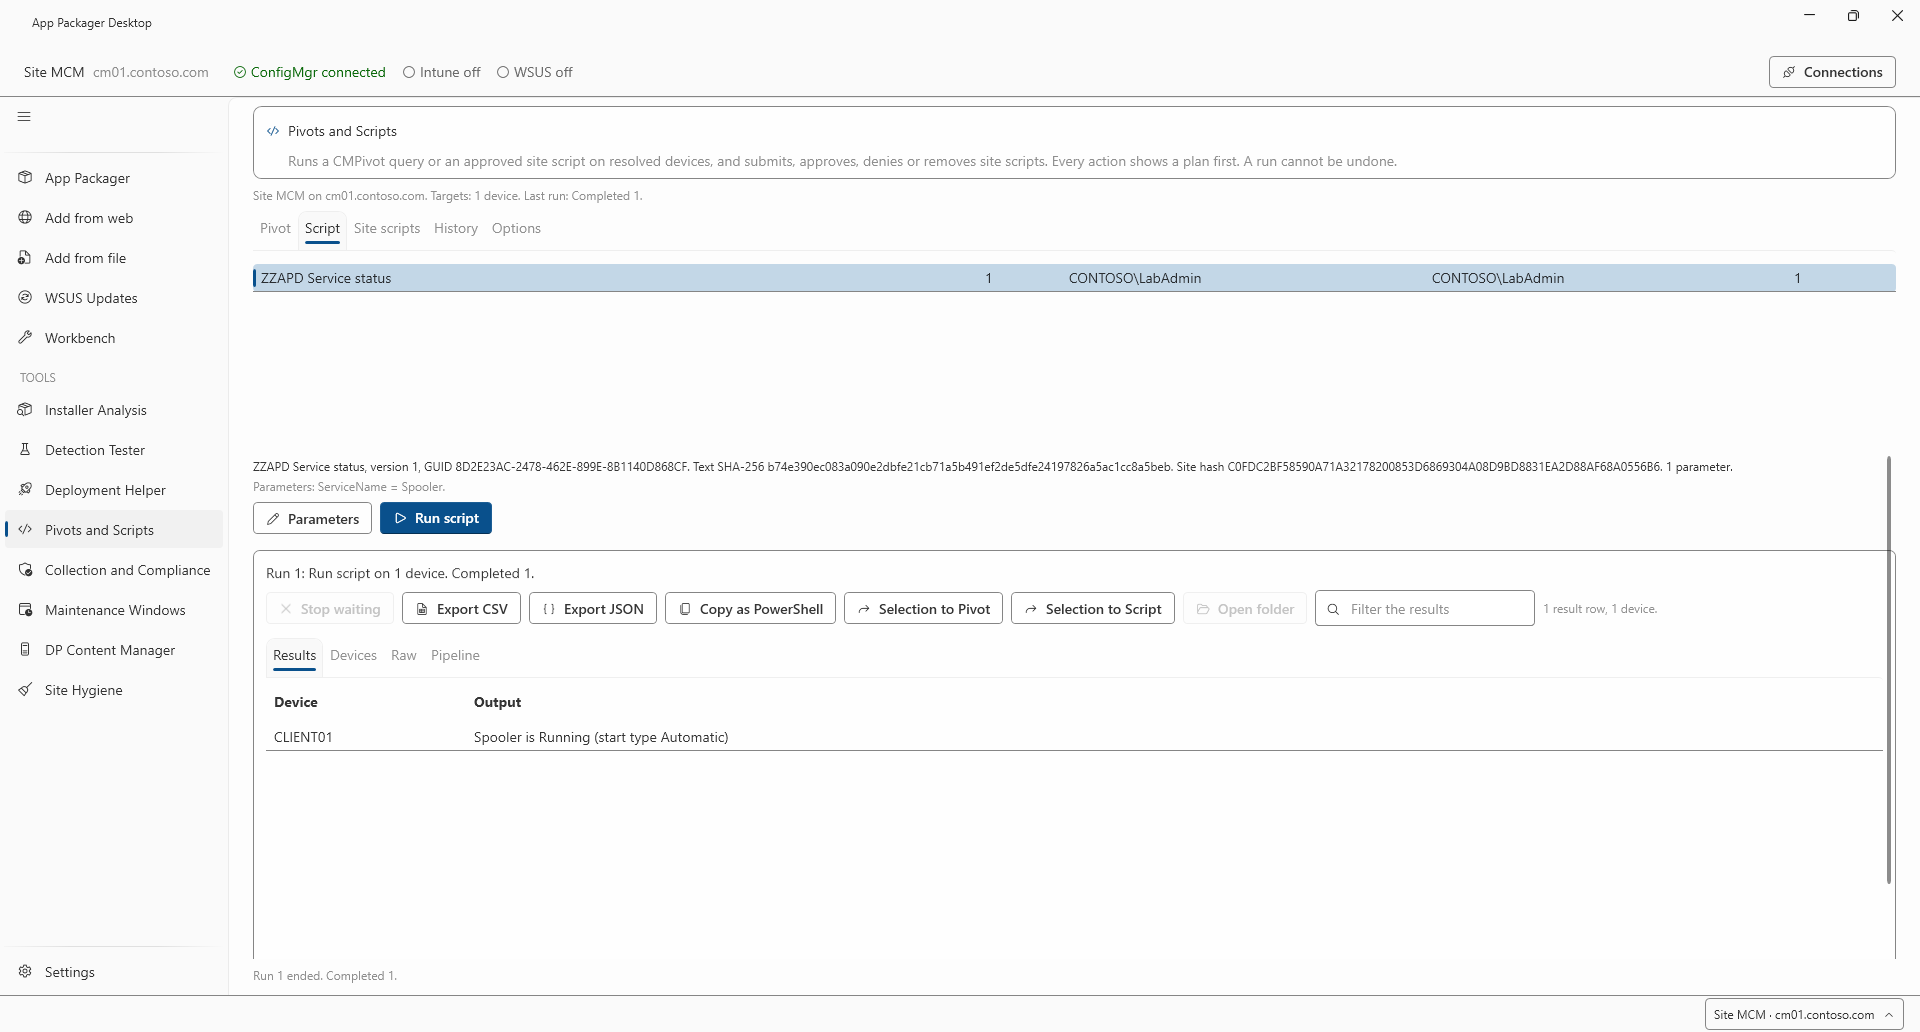 App Packager Desktop
Site MCM cm01.contoso.com ConfigMgr connected Intune off WSUS off Connections
Pivots and Scripts
Runs a CMPivot query or an approved site script on resolved devices, and submits, approves, denies or removes site scripts. Every action shows a plan first. A run cannot be undone.
Site MCM on cm01.contoso.com. Targets: 1 device. Last run: Completed 1.
Pivot Script Site scripts History Options
ZZAPD Service status 1 CONTOSO\LabAdmin CONTOSO\LabAdmin 1
App Packager
Add from web
Add from file
WSUS Updates
Workbench
TOOLS
Installer Analysis
Detection Tester
Deployment Helper
Pivots and Scripts
Collection and Compliance
Maintenance Windows
DP Content Manager
Site Hygiene
Settings
ZZAPD Service status, version 1, GUID 8D2E23AC-2478-462E-899E-8B1140D868CF. Text SHA-256 b74e390ec083a090e2dbfe21cb71a5b491ef2de5dfe24197826a5ac1cc8a5beb. Site hash C0FDC2BF58590A71A32178200853D6869304A08D9BD8831EA2D88AF68A0556B6. 1 parameter.
Parameters: ServiceName = Spooler.
Parameters Run script
Run 1: Run script on 1 device. Completed 1.
Stop waiting Export CSV Export JSON Copy as PowerShell Selection to Pivot Selection to Script Open folder Filter the results 1 result row, 1 device.
Results Devices Raw Pipeline
Device Output
CLIENT01 Spooler is Running (start type Automatic)
Run 1 ended. Completed 1.
Site MCM · cm01.contoso.com